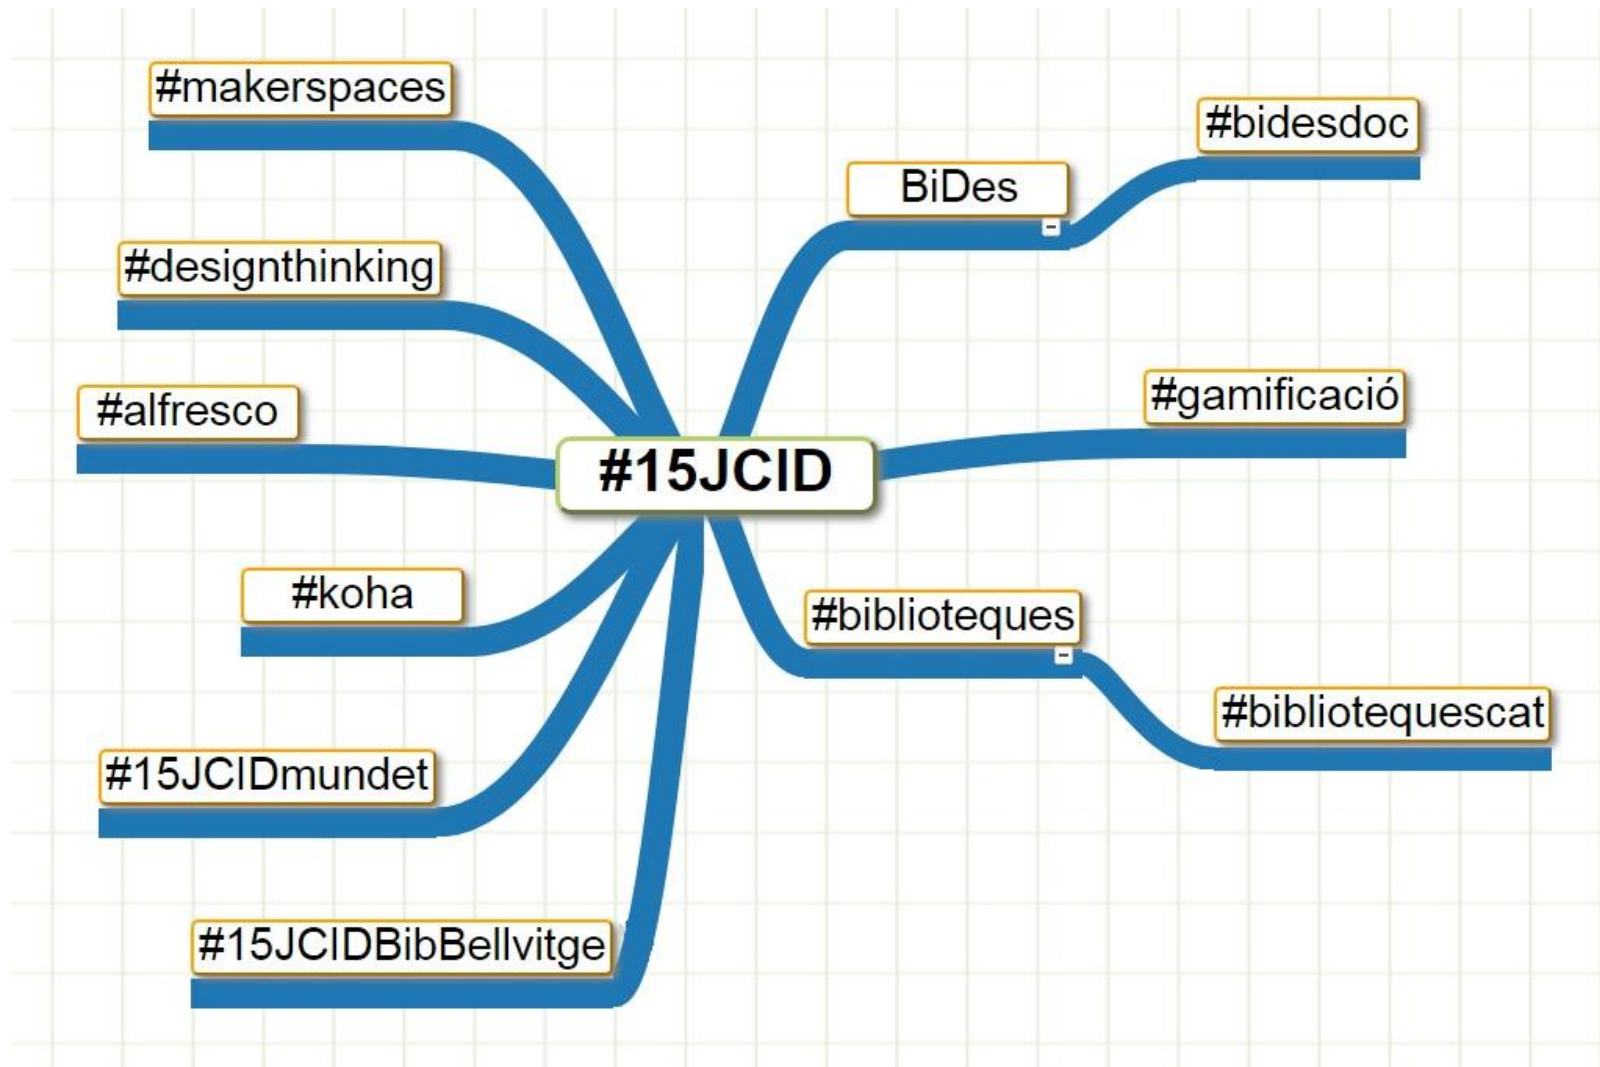 #makerspaces
#designthinking
#alfresco
#koha
#15JCIDmundet
#15JCIDBibBellvitge
#15JCID
BiDes
#bidesdoc
#gamificació
#biblioteques
#bibliotequescat